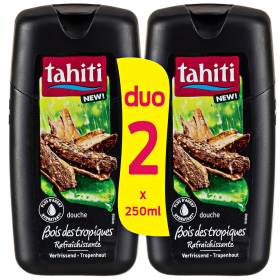 tahiti
NEW!
douche
Bois des tropiques
Rafraîchissante
Verfrissend - Tropenhout
duo
2
x
250ml
tahiti
NEW!
douche
Bois des tropiques
Rafraîchissante
Verfrissend - Tropenhout